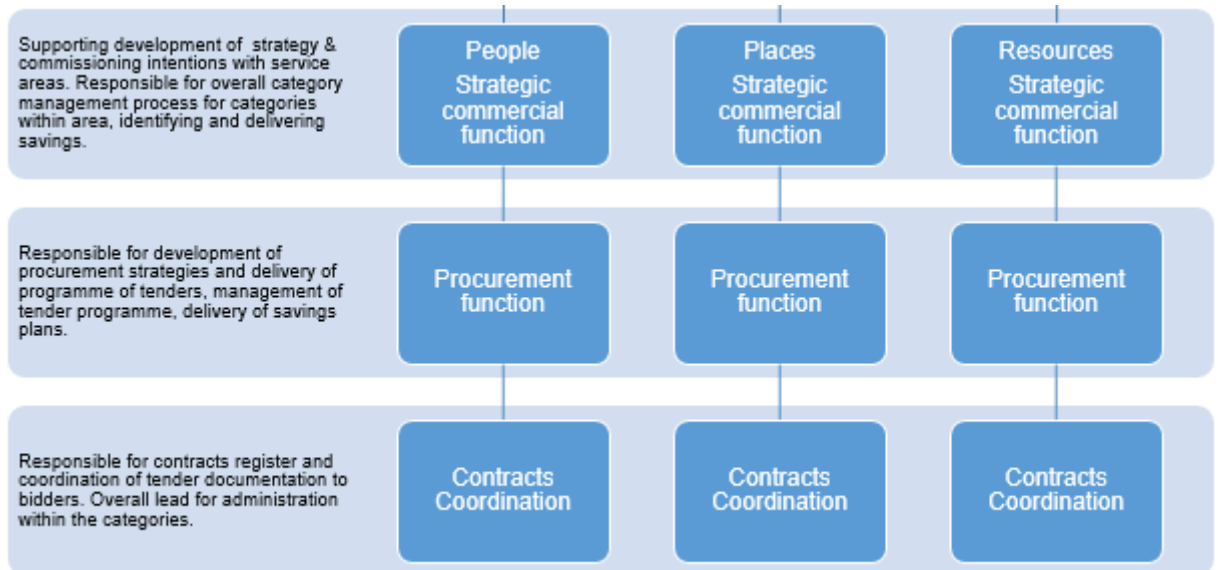 Supporting development of strategy &
commissioning intentions with service
areas. Responsible for overall category
management process for categories
within area, identifying and delivering
savings.
People
Strategic
commercial
function
Places
Strategic
commercial
function
Resources
Strategic
commercial
function
Responsible for development of
procurement strategies and delivery of
programme of tenders, management of
tender programme, delivery of savings
plans.
Procurement
function
Procurement
function
Procurement
function
Responsible for contracts register and
coordination of tender documentation to
bidders. Overall lead for administration
within the categories.
Contracts
Coordination
Contracts
Coordination
Contracts
Coordination